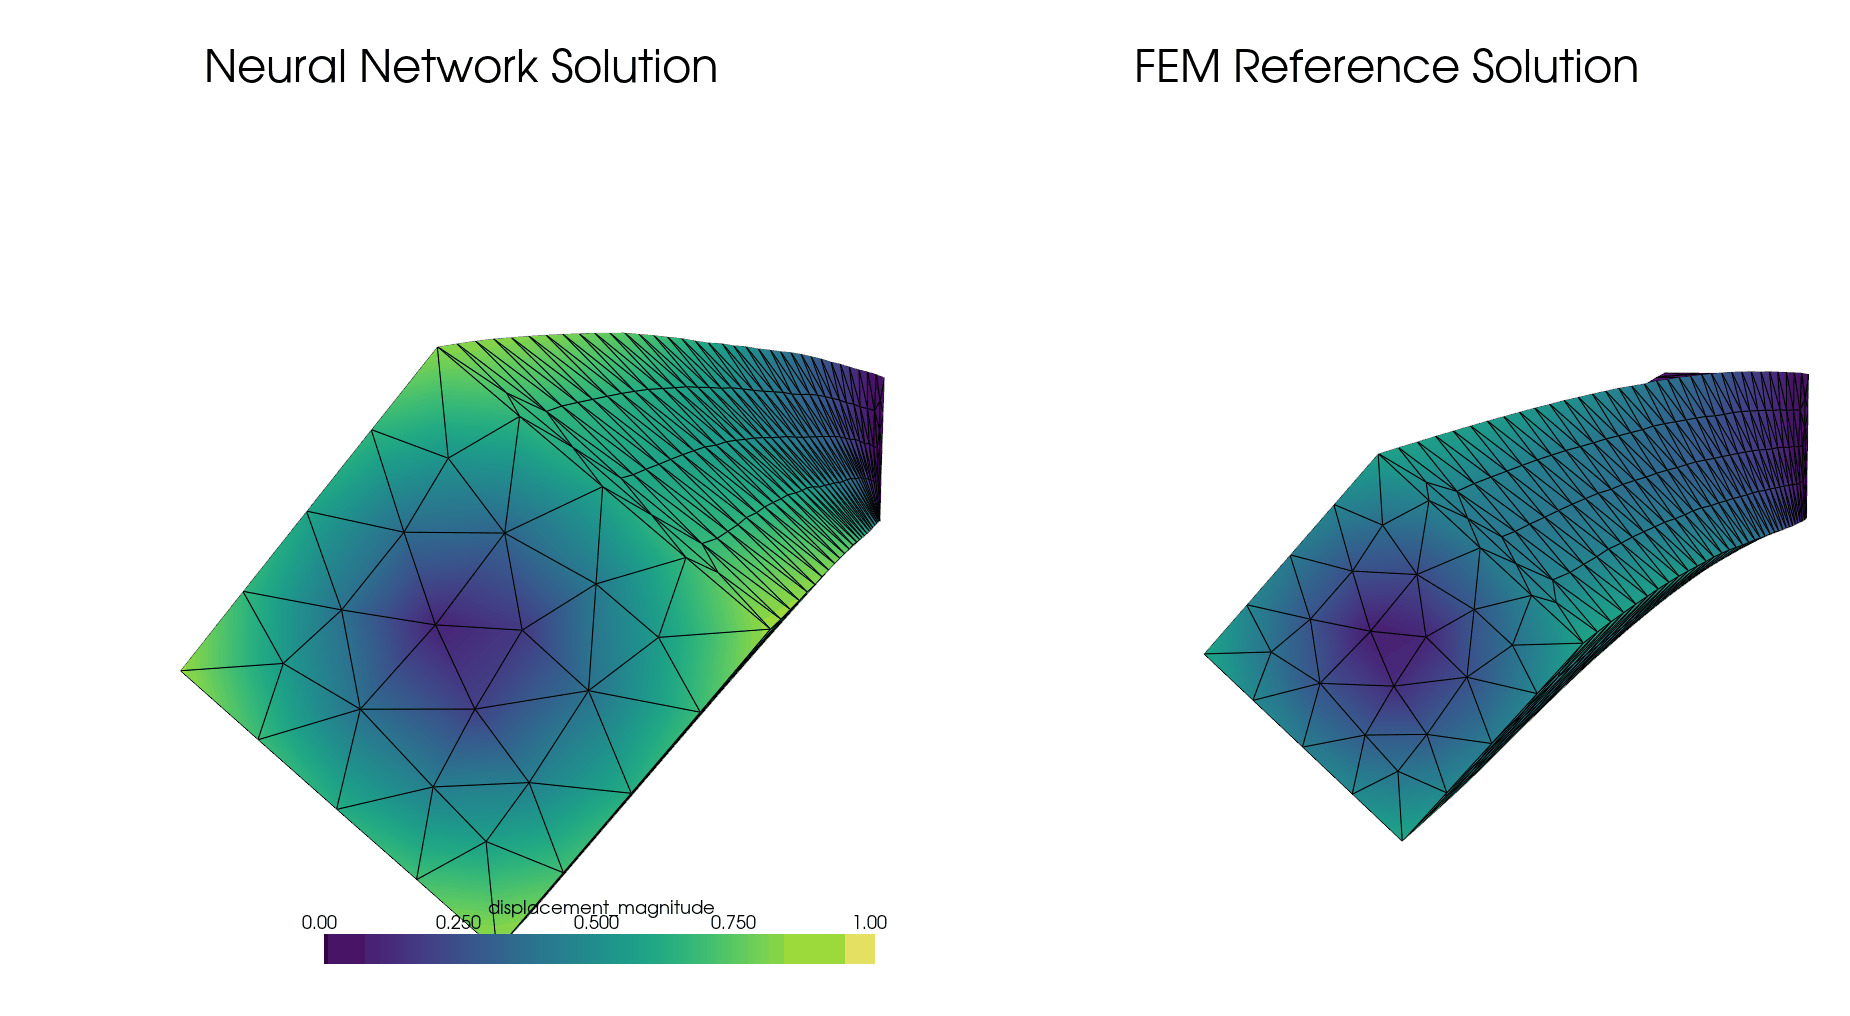 Neural Network Solution
FEM Reference Solution
displacement_magnitude
0.00 0.250 0.500 0.750 1.00